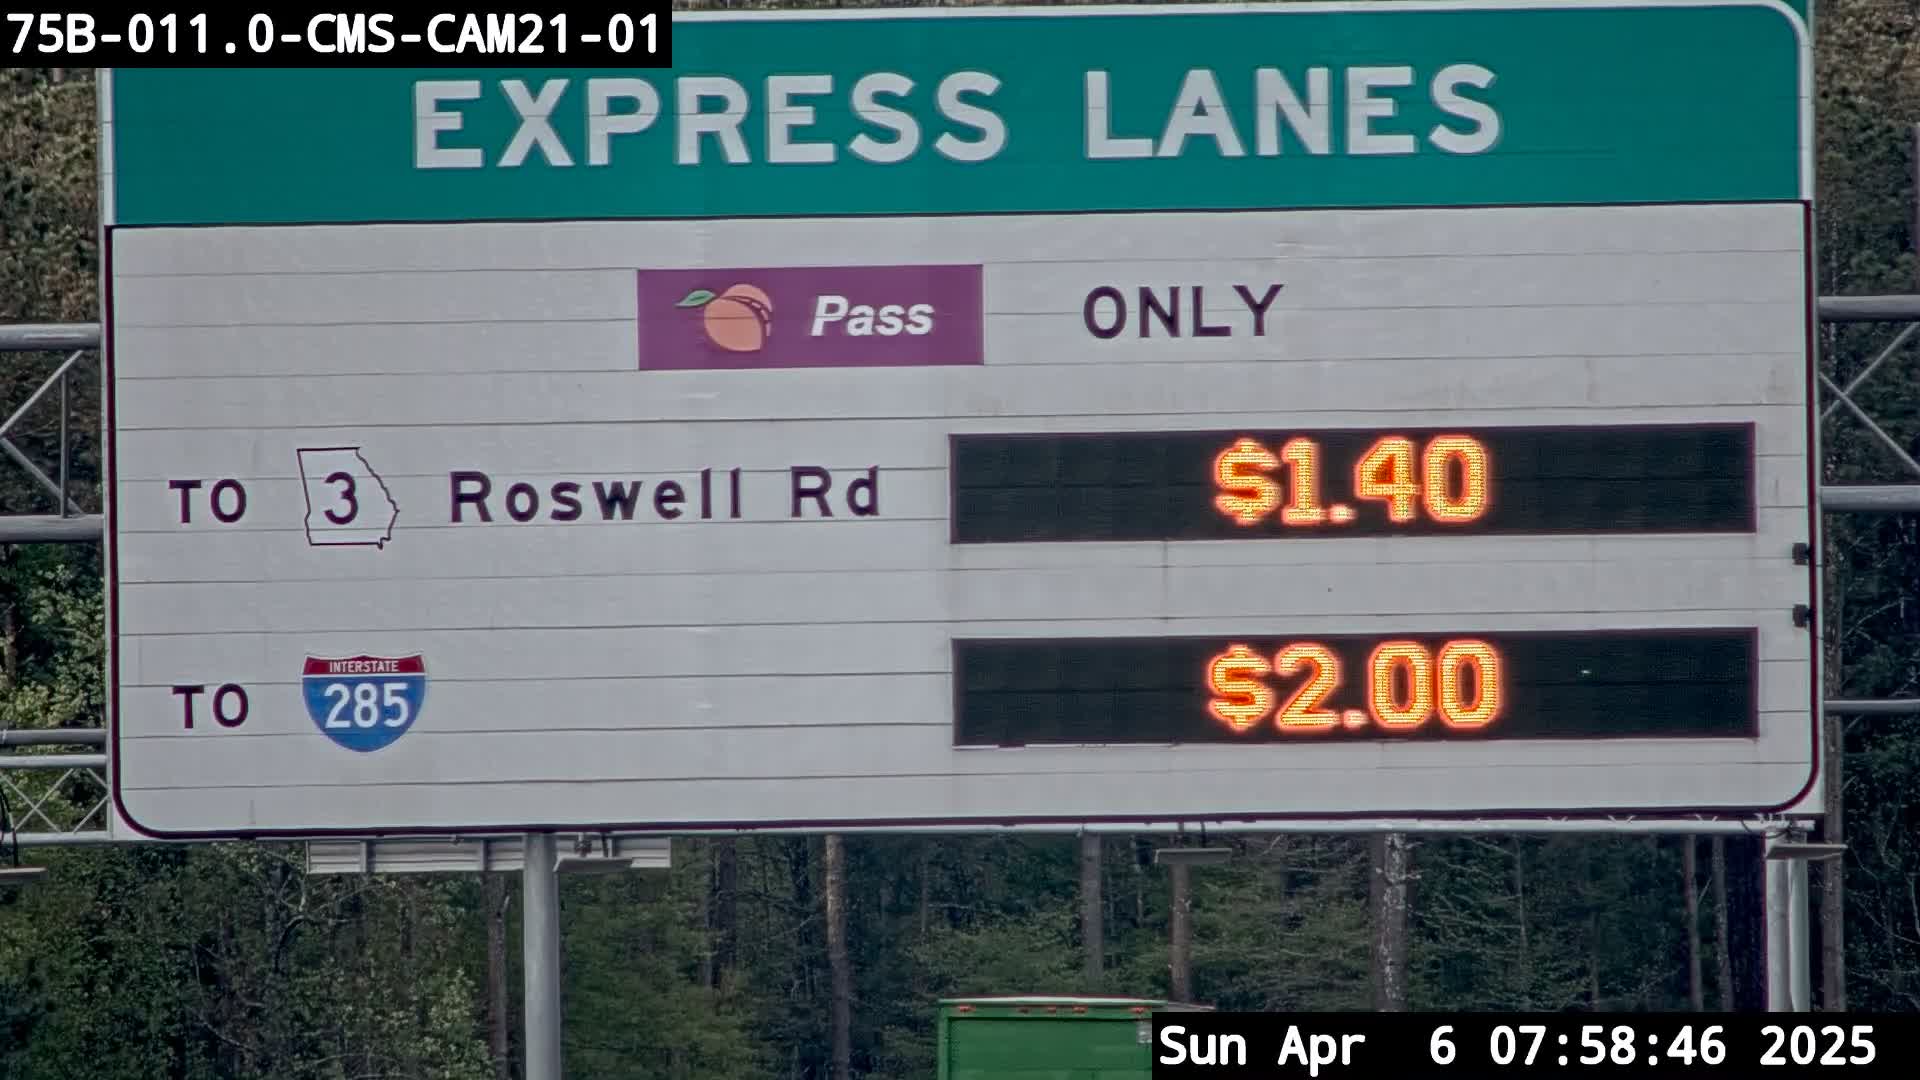 75B-011.0-CMS-CAM21-01
EXPRESS LANES
Pass ONLY
TO 3 Roswell Rd $1.40
TO INTERSTATE 285 $2.00
Sun Apr 6 07:58:46 2025